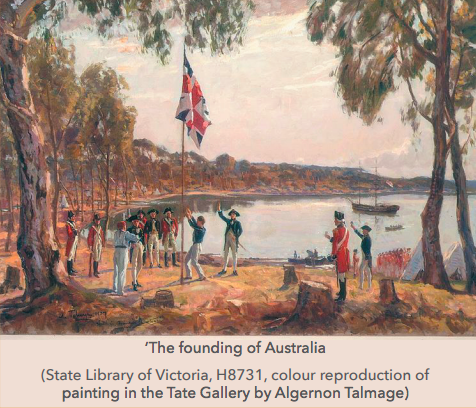 ‘The founding of Australia
(State Library of Victoria, H8731, colour reproduction of
painting in the Tate Gallery by Algernon Talmage)